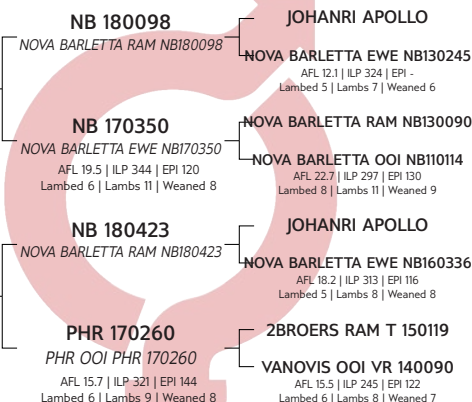 NB 180098
NOVA BARLETTA RAM NB180098
JOHANRI APOLLO
NOVA BARLETTA EWE NB130245
AFL 12.1 | ILP 324 | EPI -
Lambed 5 | Lambs 7 | Weaned 6
NB 170350
NOVA BARLETTA EWE NB170350
AFL 19.5 | ILP 344 | EPI 120
Lambed 6 | Lambs 11 | Weaned 8
NOVA BARLETTA RAM NB130090
NOVA BARLETTA OOI NB110114
AFL 22.7 | ILP 297 | EPI 130
Lambed 8 | Lambs 11 | Weaned 9
NB 180423
NOVA BARLETTA RAM NB180423
JOHANRI APOLLO
NOVA BARLETTA EWE NB160336
AFL 18.2 | ILP 313 | EPI 116
Lambed 5 | Lambs 8 | Weaned 8
PHR 170260
PHR OOI PHR 170260
AFL 15.7 | ILP 321 | EPI 144
Lambed 6 | Lambs 9 | Weaned 8
2BROERS RAM T 150119
VANOVIS OOI VR 140090
AFL 15.5 | ILP 245 | EPI 122
Lambed 6 | Lambs 8 | Weaned 7